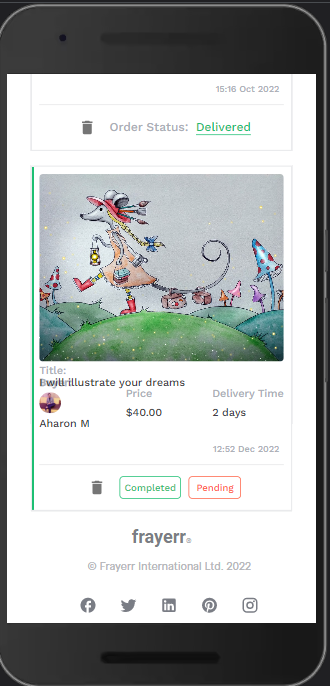 15:16 Oct 2022
Order Status: Delivered
Title:
I will illustrate your dreams
Price Delivery Time
$40.00 2 days
Aharon M
12:52 Dec 2022
Completed Pending
frayerr®
© Frayerr International Ltd. 2022